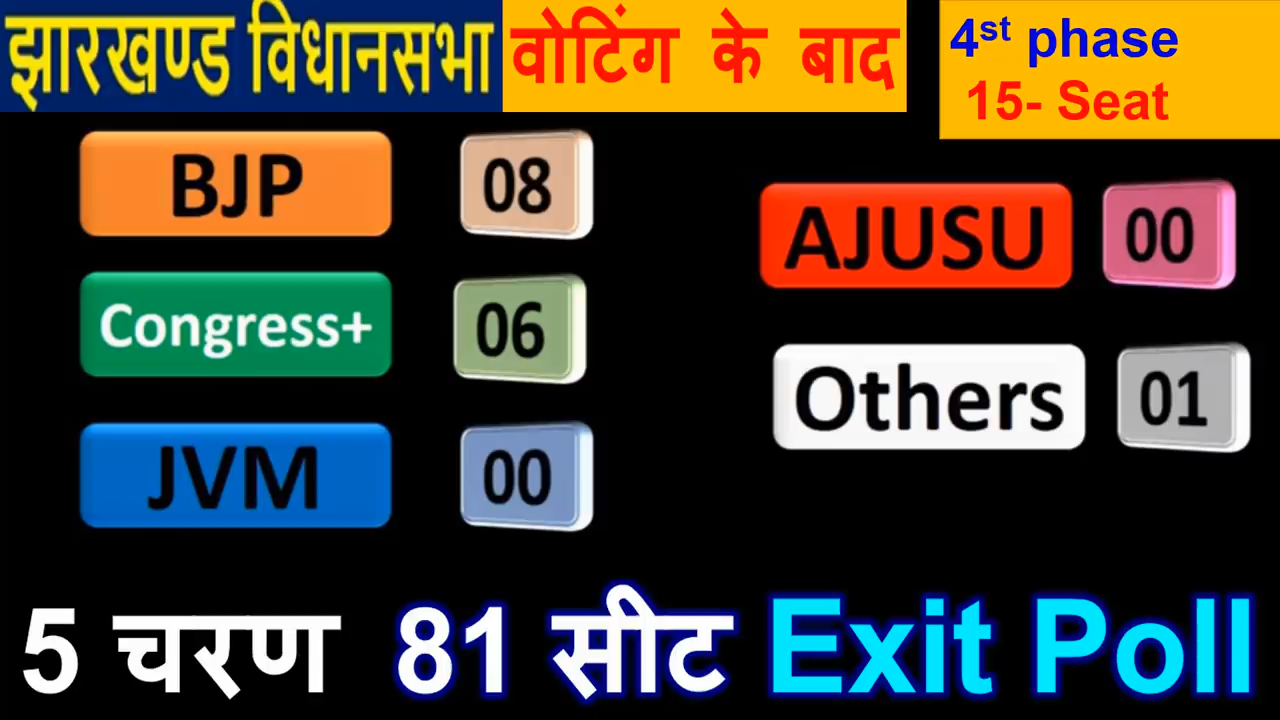 झारखण्ड विधानसभा वोटिंग के बाद
4st phase
15- Seat
BJP 08
Congress+ 06
JVM 00
AJUSU 00
Others 01
5 चरण 81 सीट Exit Poll